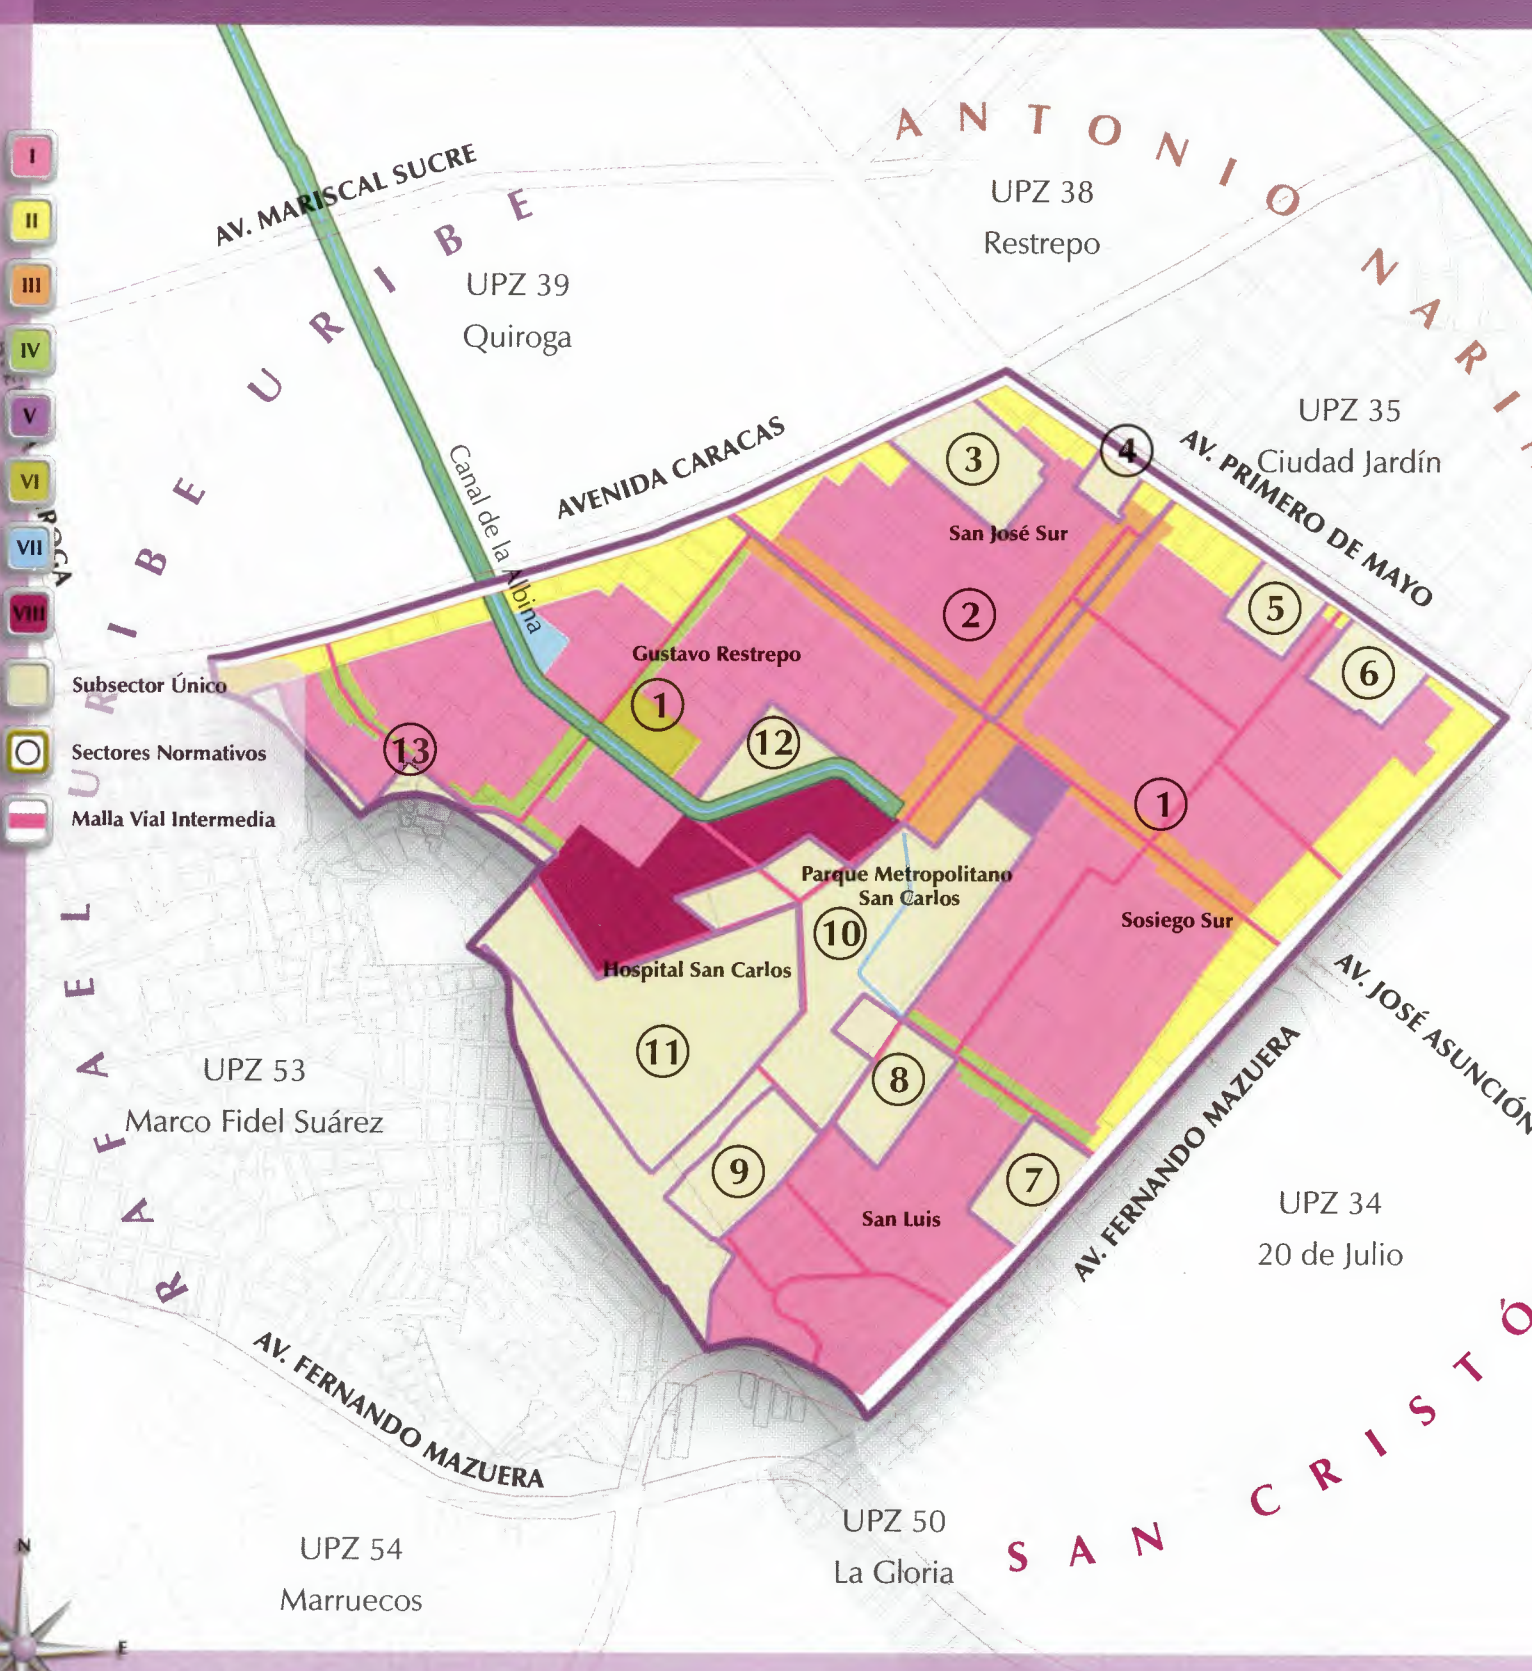 I
II
III
IV
V
VI
VII
VIII
Subsector Único
Sectores Normativos
Malla Vial Intermedia
AV. MARISCAL SUCRE
RAFAEL URIBE URIBE
ANTONIO NARI
UPZ 38
Restrepo
UPZ 39
Quiroga
UPZ 35
Ciudad Jardín
AVENIDA CARACAS
AV. PRIMERO DE MAYO
Canal de la Albina
3
4
San José Sur
2
5
6
Gustavo Restrepo
1
12
13
1
Parque Metropolitano
San Carlos
Sosiego Sur
10
Hospital San Carlos
11
8
9
7
San Luis
AV. JOSÉ ASUNCIÓN
AV. FERNANDO MAZUERA
UPZ 53
Marco Fidel Suárez
UPZ 34
20 de Julio
AV. FERNANDO MAZUERA
UPZ 54
Marruecos
UPZ 50
La Gloria
SAN CRISTÓ
N
E